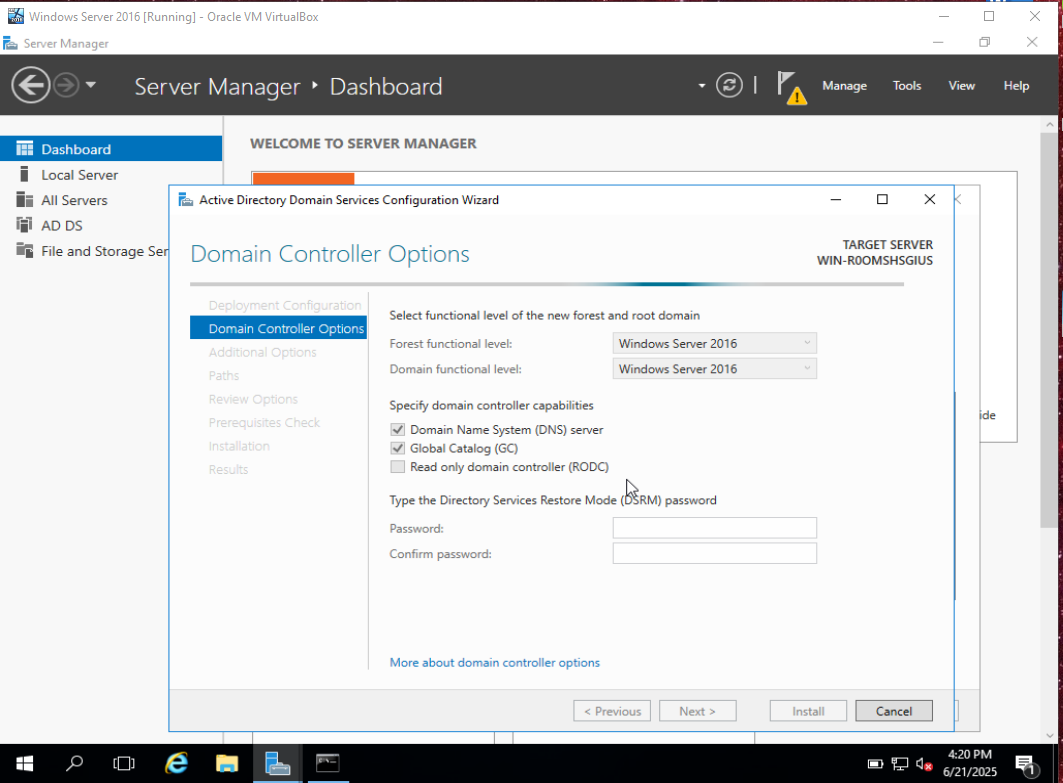 Windows Server 2016 [Running] - Oracle VM VirtualBox
Server Manager
Server Manager ‣ Dashboard
Manage Tools View Help
Dashboard
Local Server
All Servers
AD DS
File and Storage Ser
WELCOME TO SERVER MANAGER
Active Directory Domain Services Configuration Wizard
Domain Controller Options
TARGET SERVER
WIN-R0OMSHSGIUS
Deployment Configuration
Domain Controller Options
Additional Options
Paths
Review Options
Prerequisites Check
Installation
Results
Select functional level of the new forest and root domain
Forest functional level: Windows Server 2016
Domain functional level: Windows Server 2016
Specify domain controller capabilities
Domain Name System (DNS) server
Global Catalog (GC)
Read only domain controller (RODC)
Type the Directory Services Restore Mode (DSRM) password
Password:
Confirm password:
More about domain controller options
ide
< Previous Next > Install Cancel
4:20 PM
6/21/2025
1